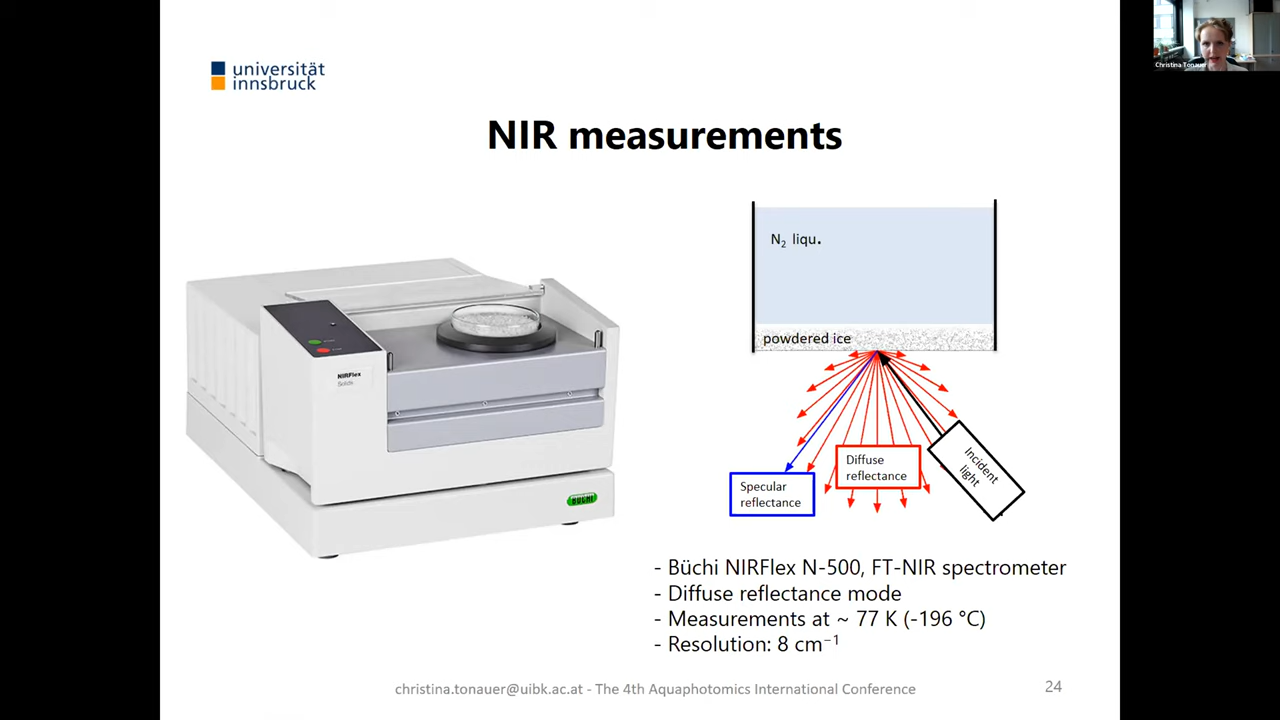 Christina Tonauer
universität
innsbruck
NIR measurements
N₂ liqu.
powdered ice
NIRFlex
Solids
BUCHI
Incident
light
Diffuse
reflectance
Specular
reflectance
- Büchi NIRFlex N-500, FT-NIR spectrometer
- Diffuse reflectance mode
- Measurements at ~ 77 K (-196 °C)
- Resolution: 8 cm⁻¹
christina.tonauer@uibk.ac.at - The 4th Aquaphotomics International Conference
24